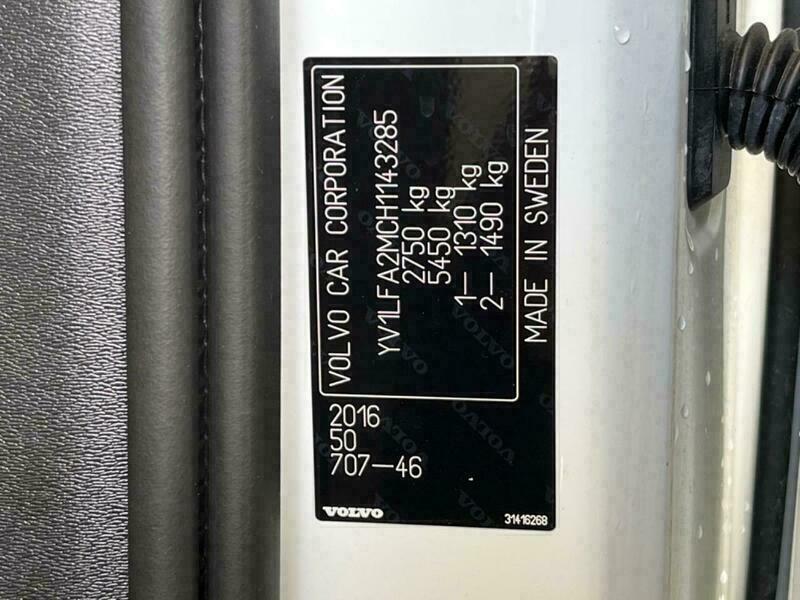 VOLVO CAR CORPORATION
YV1LFA2MCH1143285
2750 kg
5450 kg
1— 1310 kg
2— 1490 kg
MADE IN SWEDEN
2016
50
707—46
VOLVO
31416268